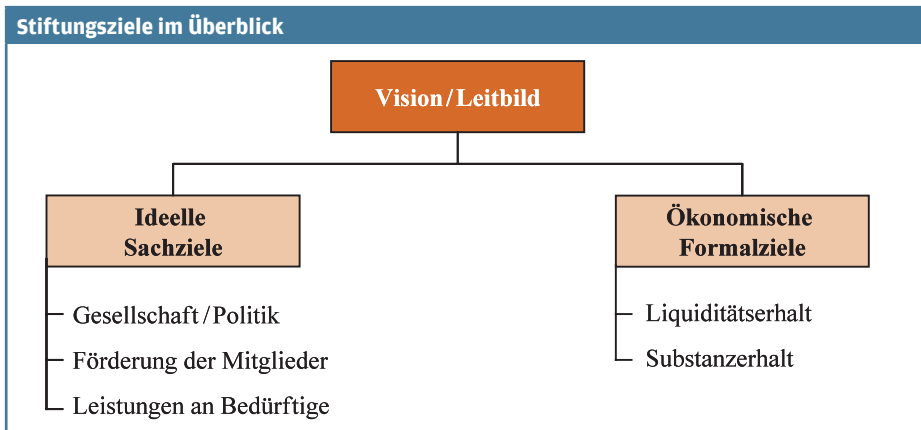 Stiftungsziele im Überblick
Vision/Leitbild
Ideelle
Sachziele
Gesellschaft/Politik
Förderung der Mitglieder
Leistungen an Bedürftige
Ökonomische
Formalziele
Liquiditätserhalt
Substanzerhalt